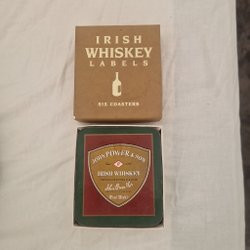 IRISH
WHISKEY
LABELS
SIX COASTERS
JOHN POWER & SON
IRISH WHISKEY